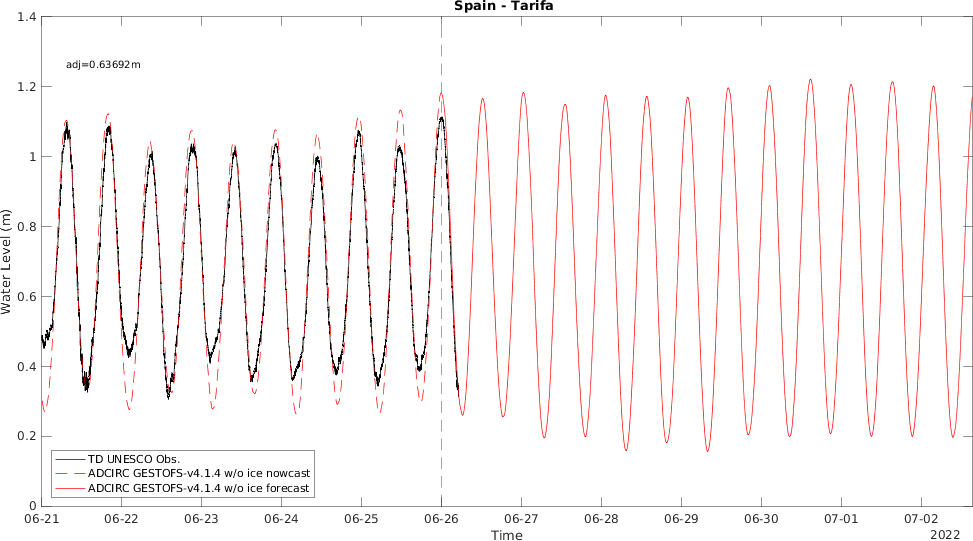 Spain - Tarifa
adj=0.63692m
Water Level (m)
1.4
1.2
1
0.8
0.6
0.4
0.2
0
TD UNESCO Obs.
ADCIRC GESTOFS-v4.1.4 w/o ice nowcast
ADCIRC GESTOFS-v4.1.4 w/o ice forecast
06-21 06-22 06-23 06-24 06-25 06-26 06-27 06-28 06-29 06-30 07-01 07-02
Time
2022